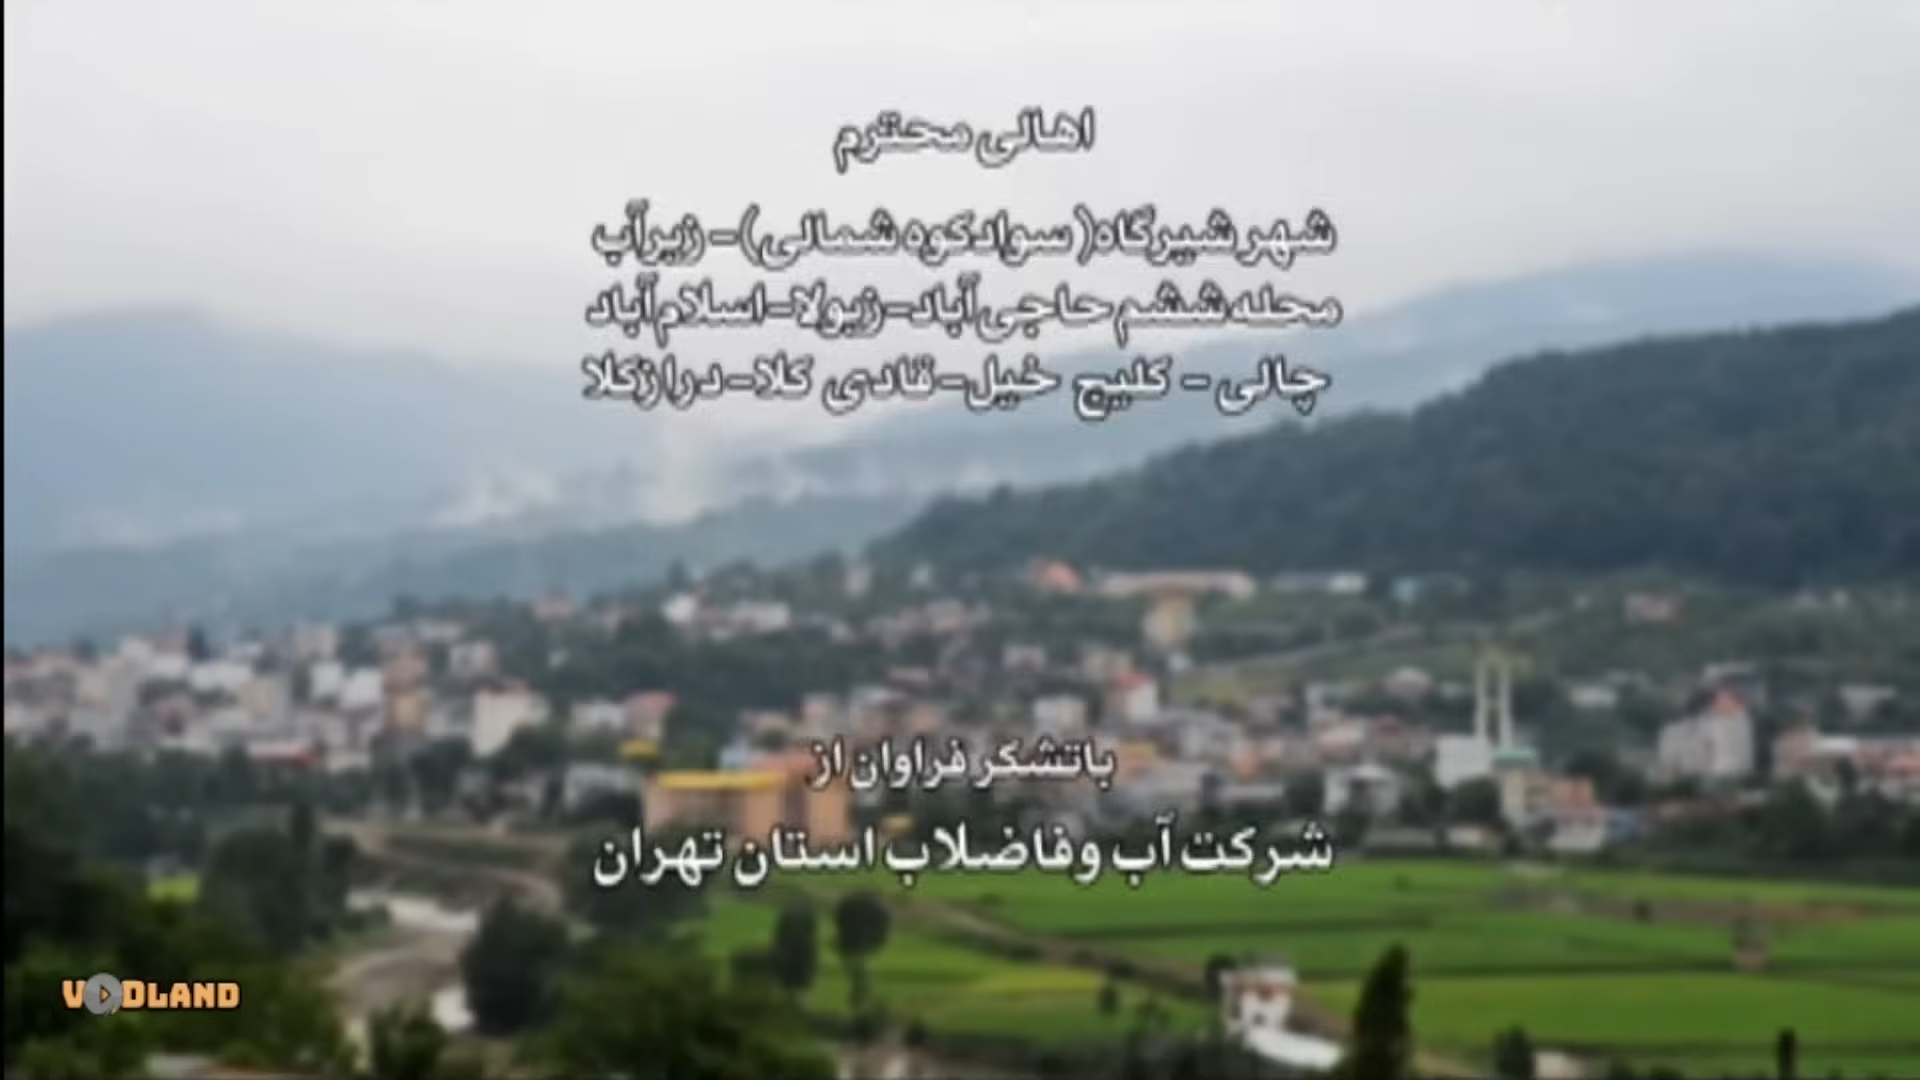 اهالی محترم
شهر شیرگاه (سوادکوه شمالی) - زیرآب
محله ششم حاجی آباد - زیولا - اسلام آباد
چالی - کلیج خیل - قادی کلا - درازکلا
باتشکر فراوان از
شرکت آب وفاضلاب استان تهران
VODLAND